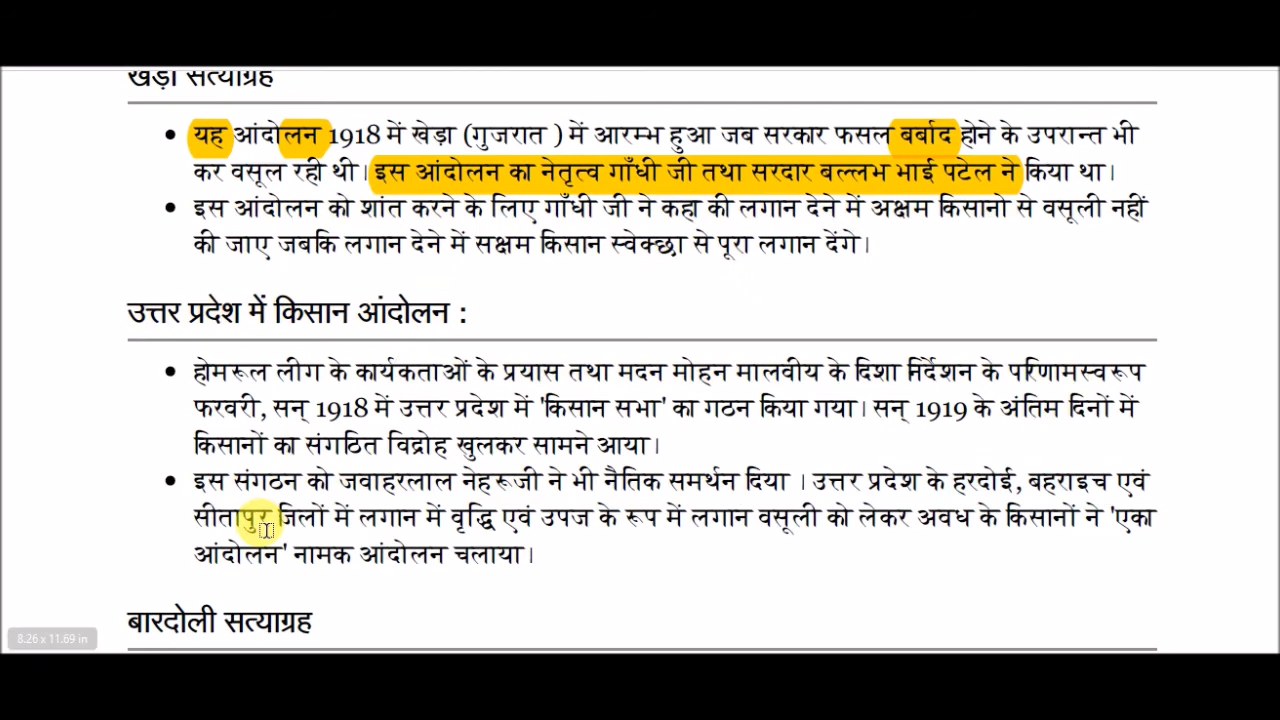 खेड़ा सत्याग्रह
यह आंदोलन 1918 में खेड़ा (गुजरात ) में आरम्भ हुआ जब सरकार फसल बर्बाद होने के उपरान्त भी
कर वसूल रही थी। इस आंदोलन का नेतृत्व गाँधी जी तथा सरदार बल्लभ भाई पटेल ने किया था।
इस आंदोलन को शांत करने के लिए गाँधी जी ने कहा की लगान देने में अक्षम किसानो से वसूली नहीं
की जाए जबकि लगान देने में सक्षम किसान स्वेक्छा से पूरा लगान देंगे।
उत्तर प्रदेश में किसान आंदोलन :
होमरूल लीग के कार्यकताओं के प्रयास तथा मदन मोहन मालवीय के दिशा निर्देशन के परिणामस्वरूप
फरवरी, सन् 1918 में उत्तर प्रदेश में 'किसान सभा' का गठन किया गया। सन् 1919 के अंतिम दिनों में
किसानों का संगठित विद्रोह खुलकर सामने आया।
इस संगठन को जवाहरलाल नेहरूजी ने भी नैतिक समर्थन दिया । उत्तर प्रदेश के हरदोई, बहराइच एवं
सीतापुर जिलों में लगान में वृद्धि एवं उपज के रूप में लगान वसूली को लेकर अवध के किसानों ने 'एका
आंदोलन' नामक आंदोलन चलाया।
बारदोली सत्याग्रह
8.26 x 11.69 in